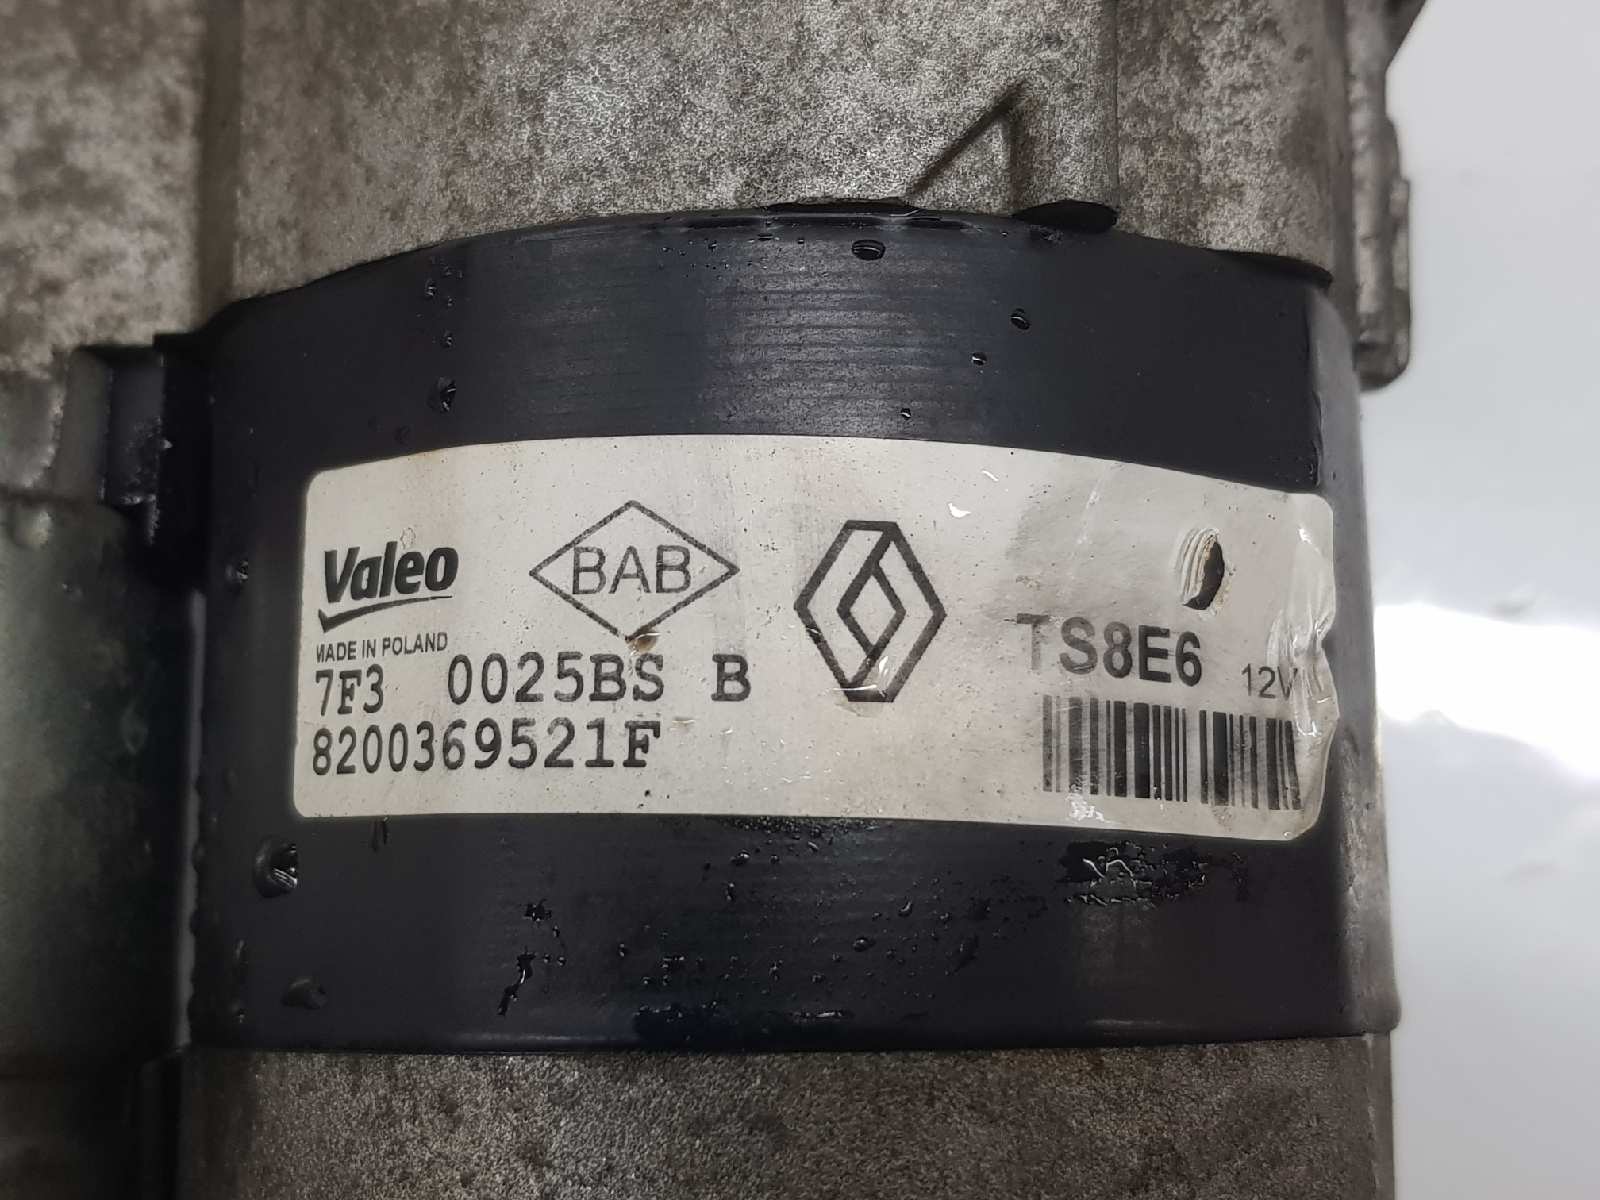 Valeo
BAB
MADE IN POLAND
7F3 0025BS B
8200369521F
TS8E6 12V